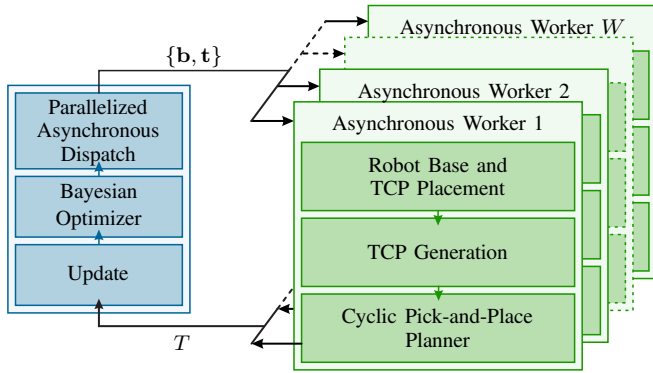 {b, t}
Parallelized
Asynchronous
Dispatch
Bayesian
Optimizer
Update
T
Asynchronous Worker W
Asynchronous Worker 2
Asynchronous Worker 1
Robot Base and
TCP Placement
TCP Generation
Cyclic Pick-and-Place
Planner